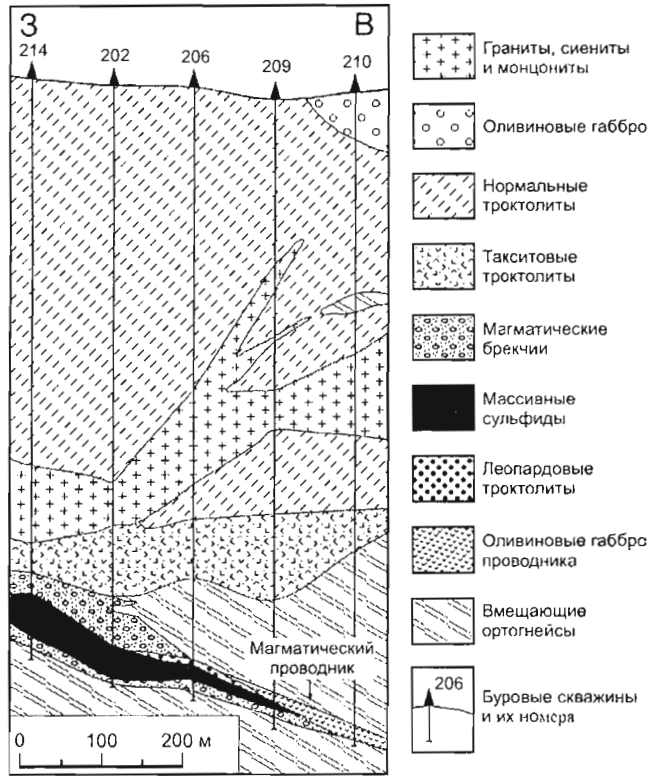 З В
214 202 206 209 210
Магматический
проводник
0 100 200 м
Граниты, сиениты
и монцониты
Оливиновые габбро
Нормальные
троктолиты
Такситовые
троктолиты
Магматические
брекчии
Массивные
сульфиды
Леопардовые
троктолиты
Оливиновые габбро
проводника
Вмещающие
ортогнейсы
206
Буровые скважины
и их номера